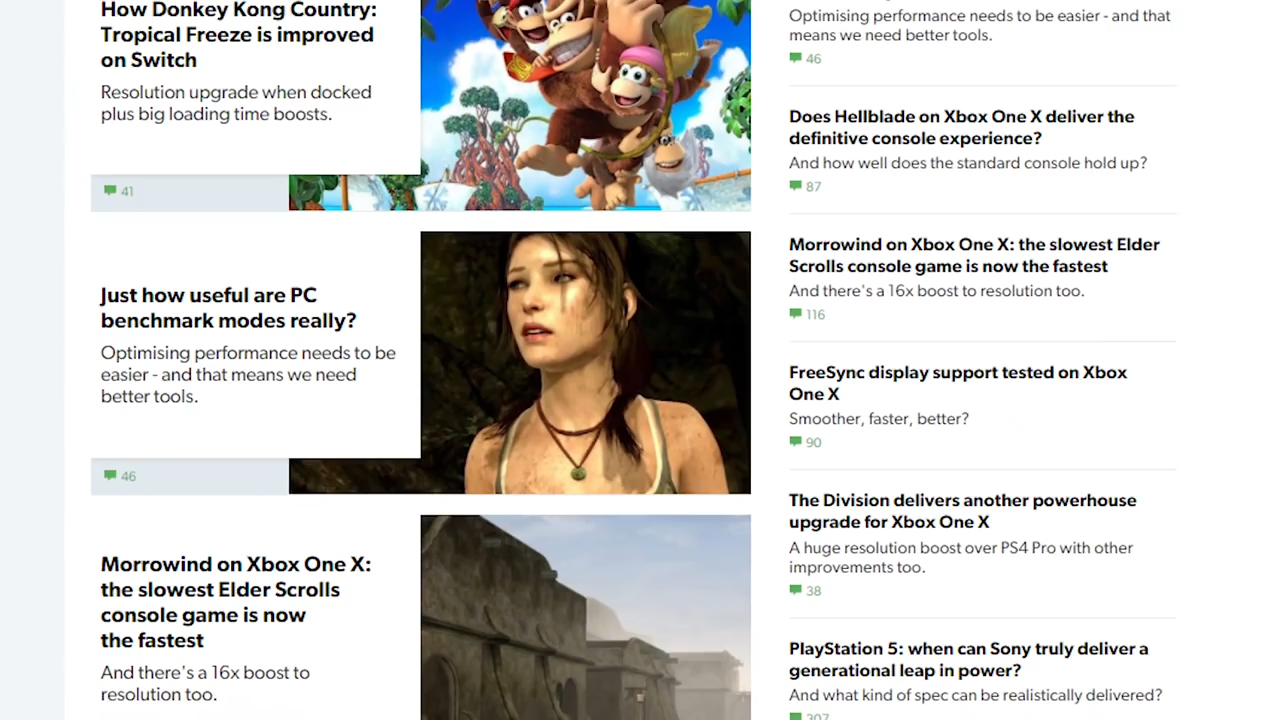 How Donkey Kong Country:
Tropical Freeze is improved
on Switch
Resolution upgrade when docked
plus big loading time boosts.
41
Just how useful are PC
benchmark modes really?
Optimising performance needs to be
easier - and that means we need
better tools.
46
Morrowind on Xbox One X:
the slowest Elder Scrolls
console game is now
the fastest
And there's a 16x boost to
resolution too.
Optimising performance needs to be easier - and that
means we need better tools.
46
Does Hellblade on Xbox One X deliver the
definitive console experience?
And how well does the standard console hold up?
87
Morrowind on Xbox One X: the slowest Elder
Scrolls console game is now the fastest
And there's a 16x boost to resolution too.
116
FreeSync display support tested on Xbox
One X
Smoother, faster, better?
90
The Division delivers another powerhouse
upgrade for Xbox One X
A huge resolution boost over PS4 Pro with other
improvements too.
38
PlayStation 5: when can Sony truly deliver a
generational leap in power?
And what kind of spec can be realistically delivered?
307